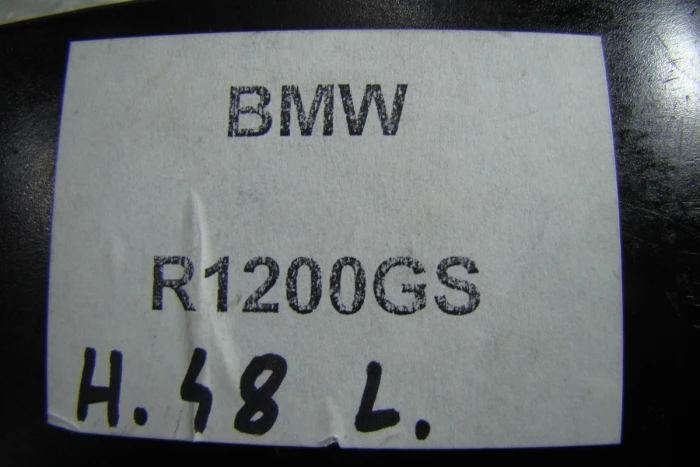 BMW
R1200GS
H. 48 L.